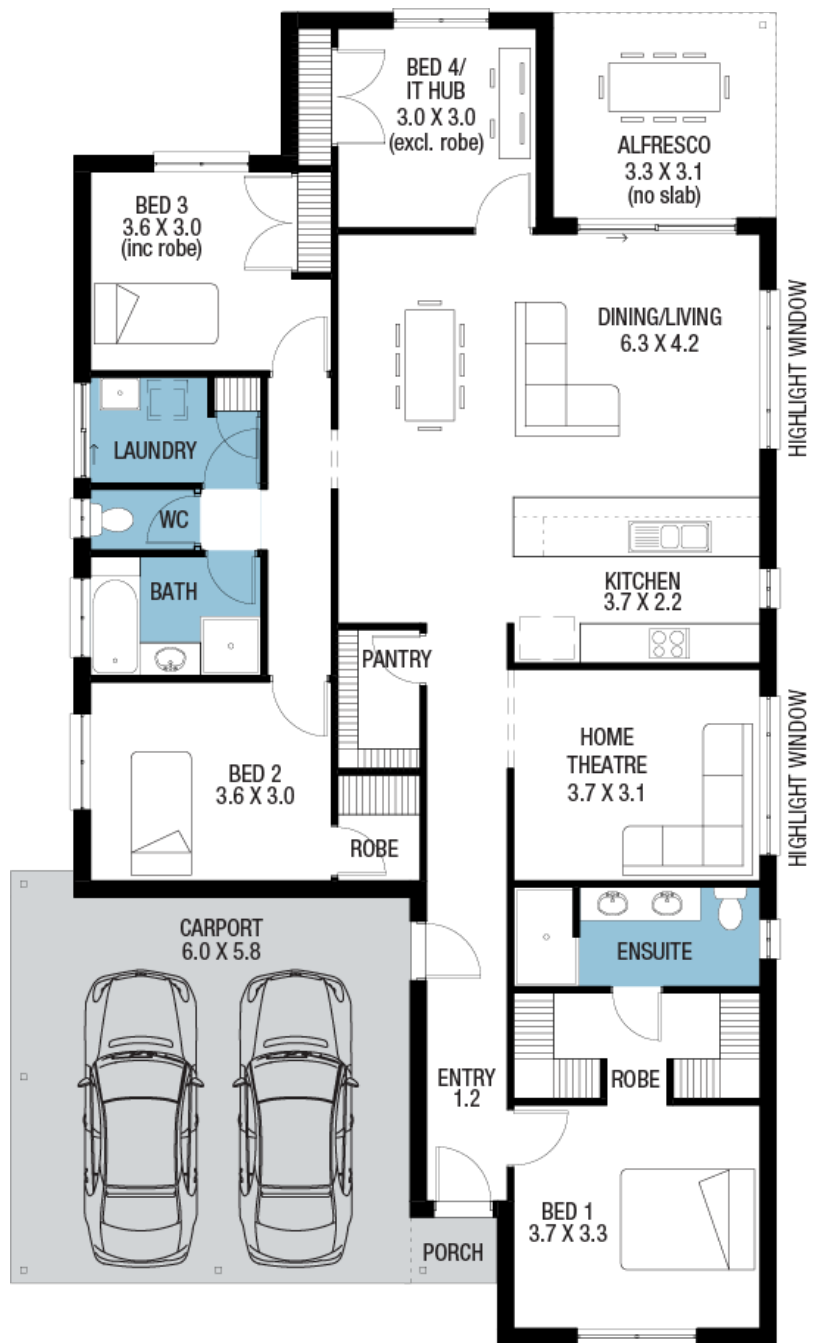 BED 4/
IT HUB
3.0 X 3.0
(excl. robe)
ALFRESCO
3.3 X 3.1
(no slab)
BED 3
3.6 X 3.0
(inc robe)
DINING/LIVING
6.3 X 4.2
HIGHLIGHT WINDOW
LAUNDRY
WC
BATH
KITCHEN
3.7 X 2.2
PANTRY
HOME
THEATRE
3.7 X 3.1
HIGHLIGHT WINDOW
BED 2
3.6 X 3.0
ROBE
CARPORT
6.0 X 5.8
ENSUITE
ENTRY
1.2
ROBE
BED 1
3.7 X 3.3
PORCH